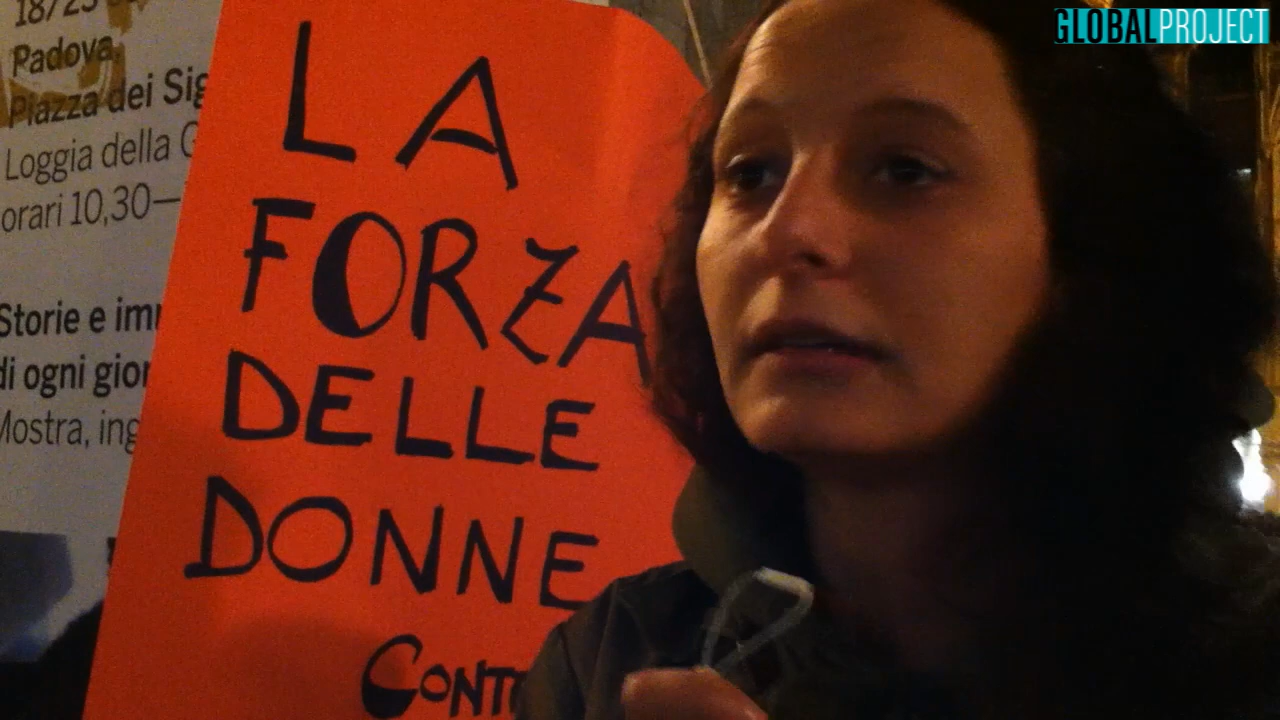 GLOBALPROJECT
Padova,
Piazza dei Sig
Loggia della
orari 10,30—
Storie e im
di ogni gior
Mostra, ing
LA
FORZA
DELLE
DONNE
CONT